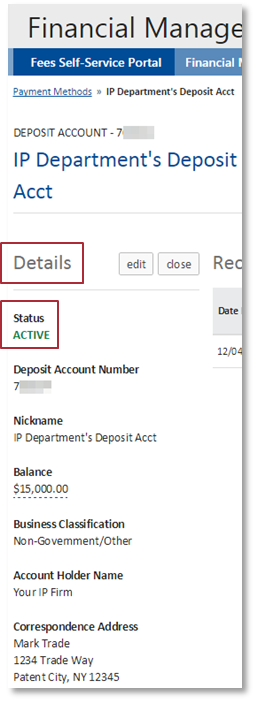 Financial Manage
Fees Self-Service Portal Financial
Payment Methods » IP Department's Deposit Acct
DEPOSIT ACCOUNT - 7
IP Department's Deposit
Acct
Details edit close Rec
Status Date
ACTIVE
12/04
Deposit Account Number
7
Nickname
IP Department's Deposit Acct
Balance
$15,000.00
Business Classification
Non-Government/Other
Account Holder Name
Your IP Firm
Correspondence Address
Mark Trade
1234 Trade Way
Patent City, NY 12345